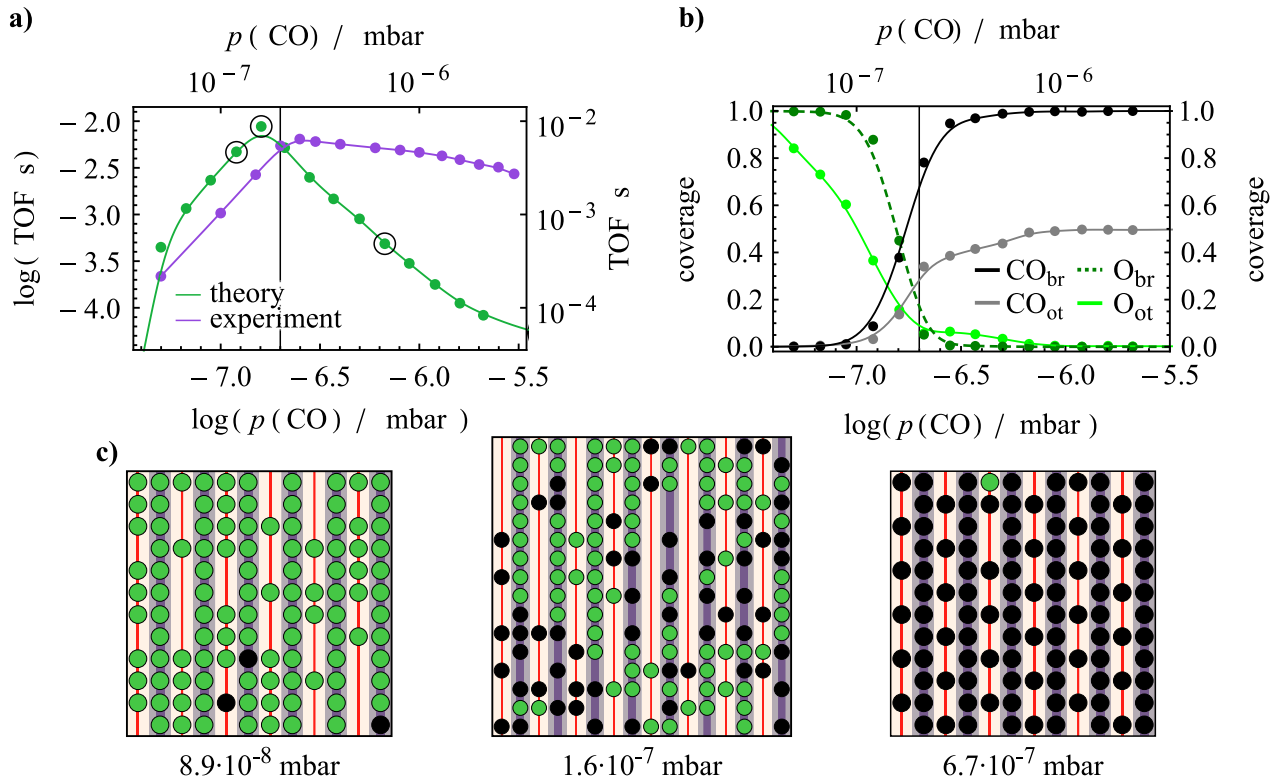 a)
p ( CO) / mbar
10⁻⁷ 10⁻⁶
log( TOF s)
− 2.0
− 2.5
− 3.0
− 3.5
− 4.0
10⁻²
10⁻³
10⁻⁴
TOF s
theory
experiment
− 7.0 − 6.5 − 6.0 − 5.5
log( p (CO) / mbar )
b)
p ( CO) / mbar
10⁻⁷ 10⁻⁶
coverage
1.0
0.8
0.6
0.4
0.2
0.0
1.0
0.8
0.6
0.4
0.2
0.0
coverage
CObr Obr
COot Oot
− 7.0 − 6.5 − 6.0 − 5.5
log( p (CO) / mbar )
c)
8.9·10⁻⁸ mbar
1.6·10⁻⁷ mbar
6.7·10⁻⁷ mbar